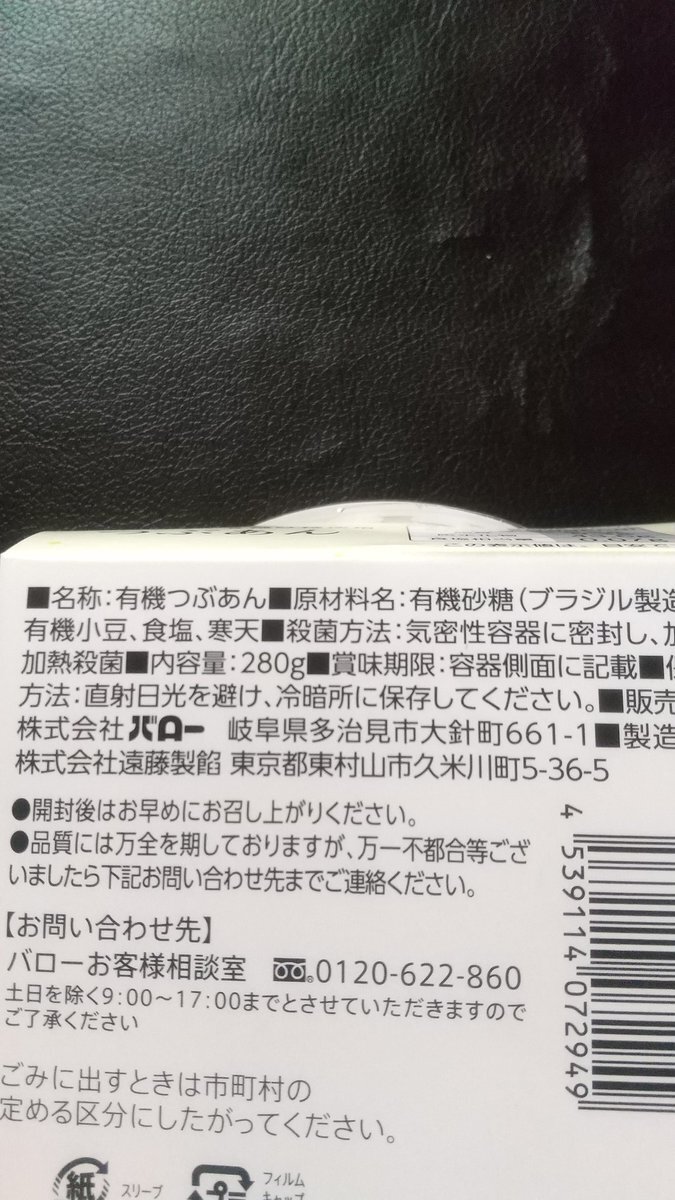 ■名称:有機つぶあん■原材料名:有機砂糖(ブラジル製造
有機小豆、食塩、寒天■殺菌方法:気密性容器に密封し、
加熱殺菌■内容量:280g■賞味期限:容器側面に記載■
方法:直射日光を避け、冷暗所に保存してください。■販売
株式会社バロー 岐阜県多治見市大針町661-1■製造
株式会社遠藤製餡 東京都東村山市久米川町5-36-5
●開封後はお早めにお召し上がりください。
●品質には万全を期しておりますが、万一不都合等ござ
いましたら下記お問い合わせ先までご連絡ください。
【お問い合わせ先】
バローお客様相談室 0120-622-860
土日を除く9:00〜17:00までとさせていただきますので
ご了承ください
ごみに出すときは市町村の
定める区分にしたがってください。
紙 スリーブ
プラ フィルム
キャップ
4 539114 072949